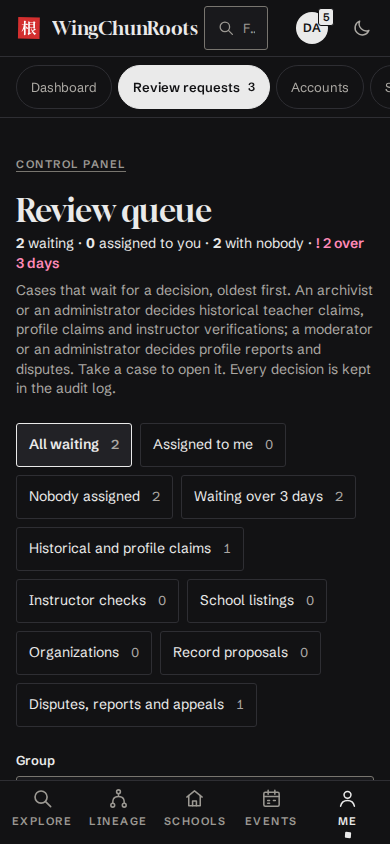 根 WingChunRoots F.. DA 5
Dashboard Review requests 3 Accounts S
CONTROL PANEL
Review queue
2 waiting · 0 assigned to you · 2 with nobody · ! 2 over
3 days
Cases that wait for a decision, oldest first. An archivist
or an administrator decides historical teacher claims,
profile claims and instructor verifications; a moderator
or an administrator decides profile reports and
disputes. Take a case to open it. Every decision is kept
in the audit log.
All waiting 2 Assigned to me 0
Nobody assigned 2 Waiting over 3 days 2
Historical and profile claims 1
Instructor checks 0 School listings 0
Organizations 0 Record proposals 0
Disputes, reports and appeals 1
Group
EXPLORE LINEAGE SCHOOLS EVENTS ME